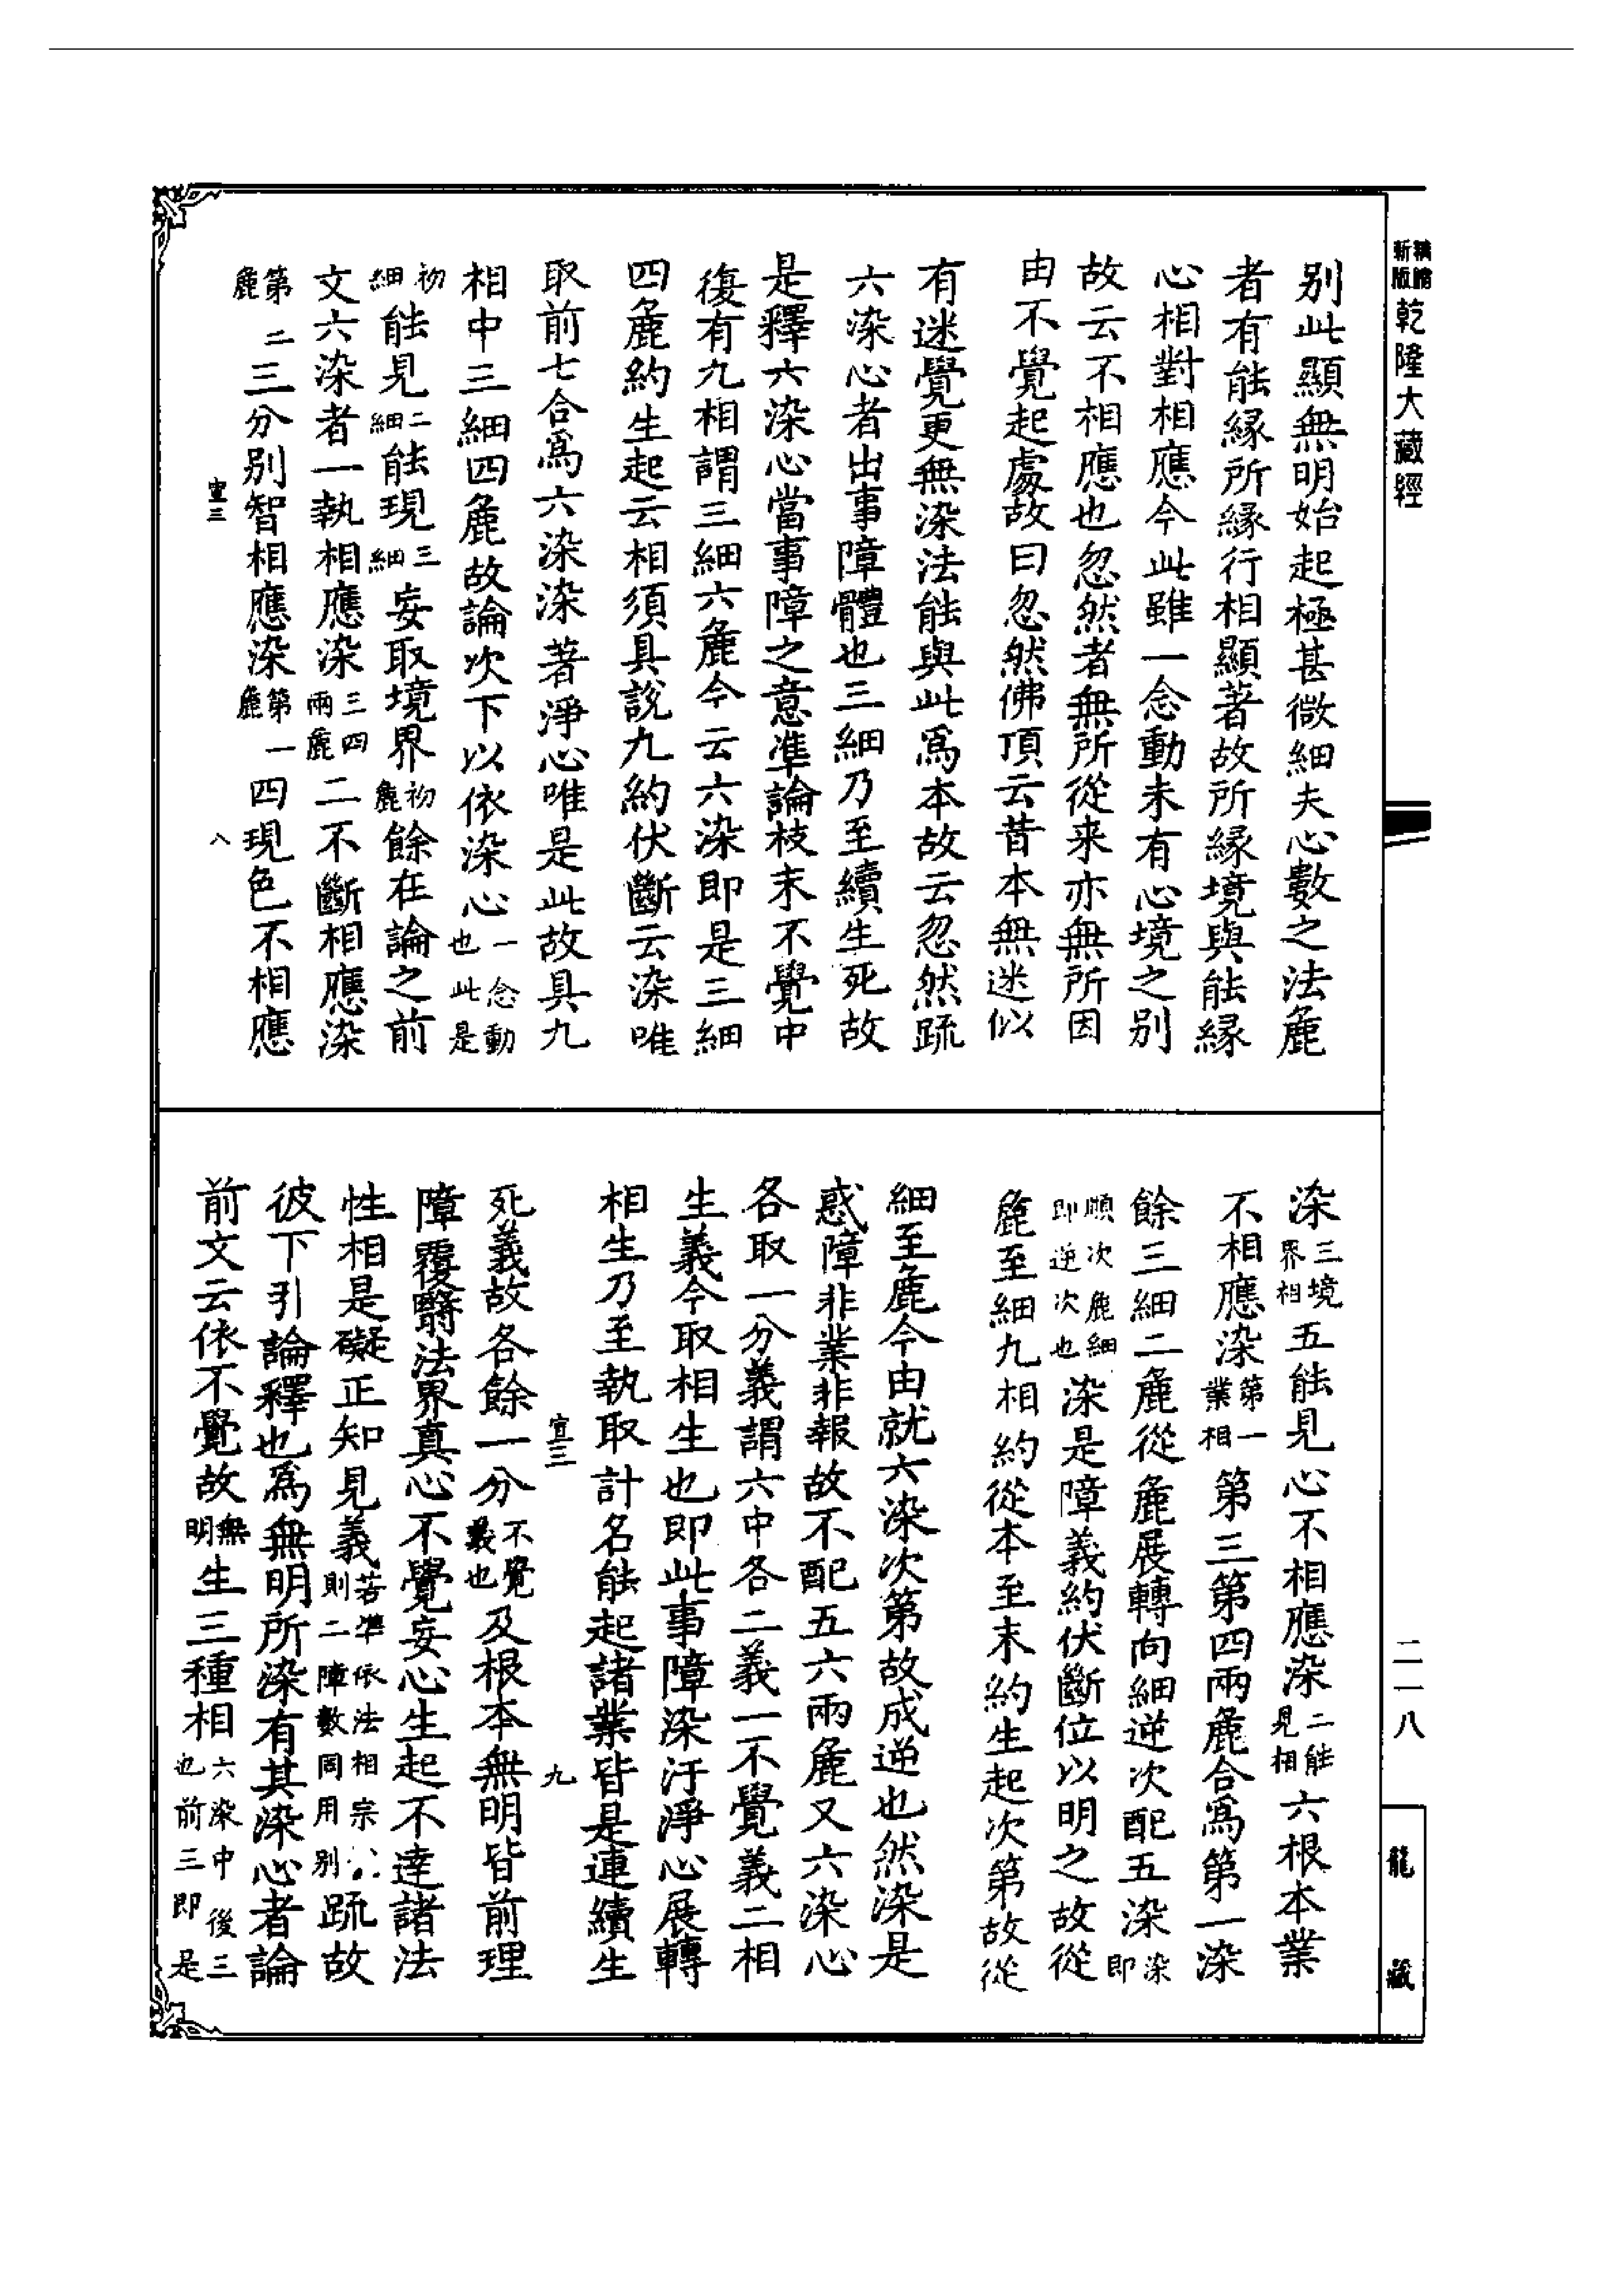 精繕新版乾隆大藏經
別此顯無明始起極甚微細夫心數之法麁
者有能緣所緣行相顯著故所緣境與能緣
心相對相應今此雖一念動未有心境之別
故云不相應也忽然者無所從来亦無所因
由不覺起處故曰忽然佛頂云昔本無迷似
有迷覺更無染法能與此爲本故云忽然疏
六染心者出事障體也三細乃至續生死故
是釋六染心當事障之意準論枝末不覺中
復有九相謂三細六麁今云六染即是三細
四麁約生起云相須具說九約伏斷云染唯
取前七合爲六染染著淨心唯是此故具九
相中三細四麁故論次下以依染心一念動也此是
初細能見二細能現三細妄取境界初麁餘在論之前
文六染者一執相應染三四兩麁二不斷相應染
第二麁三分別智相應染第一麁四現色不相應
宣三
八
染三境界相五能見心不相應染二能見相六根本業
不相應染第一業相第三第四兩麁合爲第一染
餘三細二麁從麁展轉向細逆次配五染染即
順次麁細即逆次也染是障義約伏斷位以明之故從
麁至細九相約從本至末約生起次第故從
細至麁今由就六染次第故成逆也然染是
惑障非業非報故不配五六兩麁又六染心
各取一分義謂六中各二義一不覺義二相
生義今取相生也即此事障染汙淨心展轉
相生乃至執取計名能起諸業皆是連續生
宣三
九
死義故各餘一分不覺義也及根本無明皆前理
障覆翳法界真心不覺妄心生起不達諸法
性相是礙正知見義若準依法相宗則二障數同用別疏故
彼下引論釋也爲無明所染有其染心者論
前文云依不覺故無明生三種相六染中後三也前三即是
二一八
龍藏